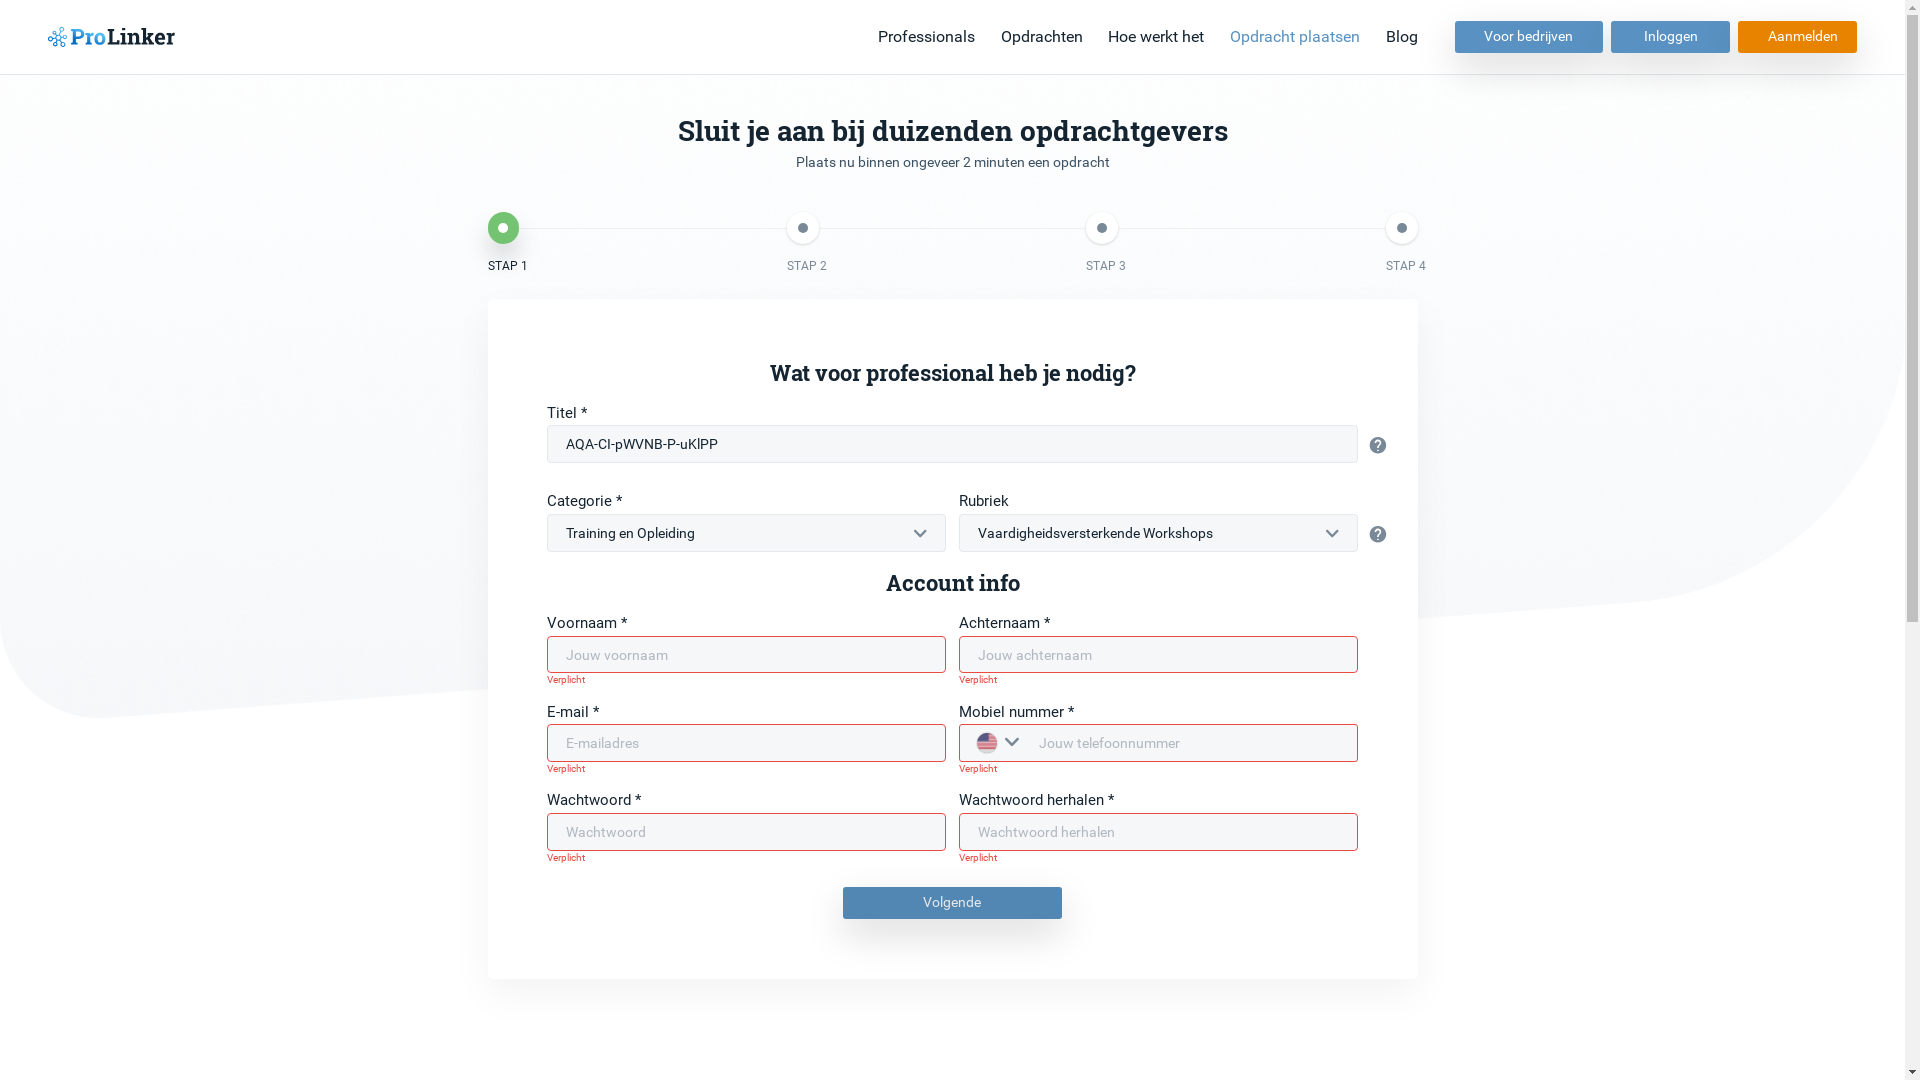 ProLinker
Professionals Opdrachten Hoe werkt het Opdracht plaatsen Blog Voor bedrijven Inloggen Aanmelden
Sluit je aan bij duizenden opdrachtgevers
Plaats nu binnen ongeveer 2 minuten een opdracht
STAP 1 STAP 2 STAP 3 STAP 4
Wat voor professional heb je nodig?
Titel *
AQA-CI-pWVNB-P-uKlPP
Categorie * Rubriek
Training en Opleiding Vaardigheidsversterkende Workshops
Account info
Voornaam * Achternaam *
Jouw voornaam Jouw achternaam
Verplicht Verplicht
E-mail * Mobiel nummer *
E-mailadres Jouw telefoonnummer
Verplicht Verplicht
Wachtwoord * Wachtwoord herhalen *
Wachtwoord Wachtwoord herhalen
Verplicht Verplicht
Volgende